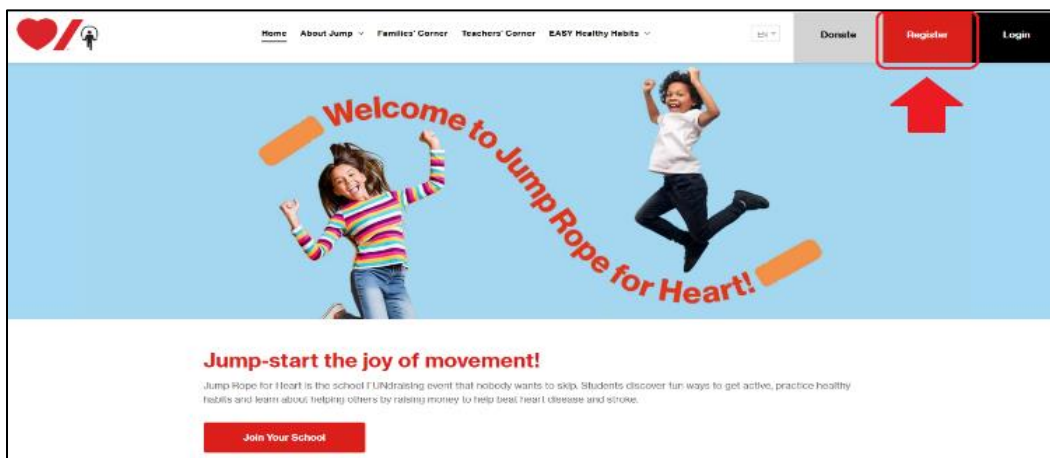 Home About Jump Families' Corner Teachers' Corner EASY Healthy Habits EN Donate Register Login
Welcome to Jump Rope for Heart!
Jump-start the joy of movement!
Jump Rope for Heart is the school FUNdraising event that nobody wants to skip. Students discover fun ways to get active, practice healthy
habits and learn about helping others by raising money to help beat heart disease and stroke.
Join Your School